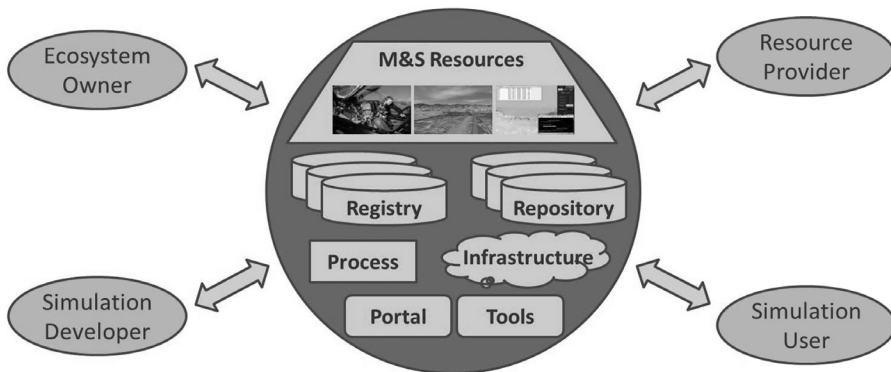 Ecosystem
Owner
M&S Resources
Resource
Provider
Registry
Repository
Process
Infrastructure
Simulation
Developer
Portal
Tools
Simulation
User